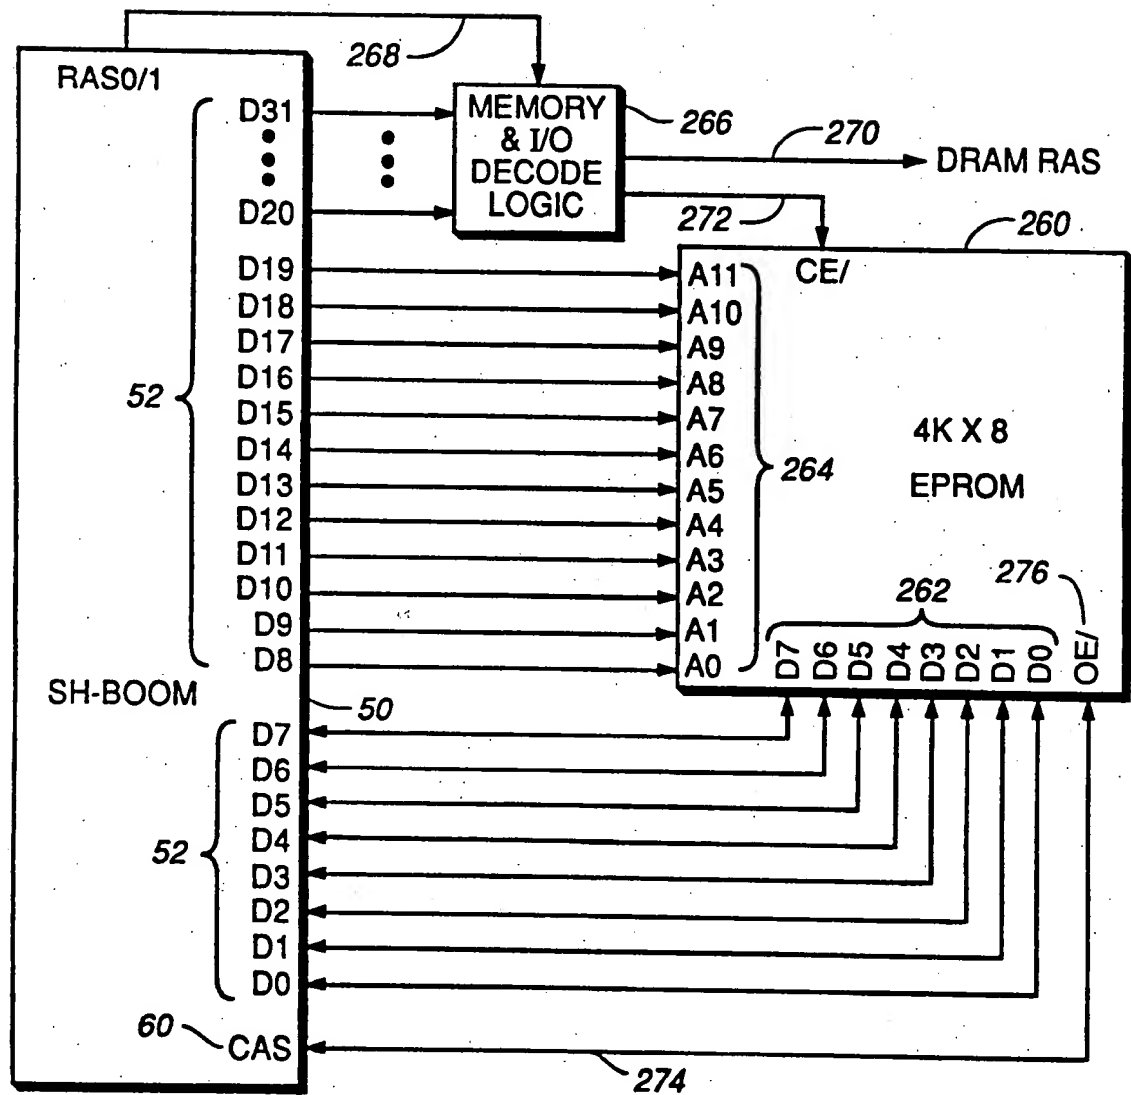 268
RAS0/1
D31
D20
MEMORY
& I/O
DECODE
LOGIC
266
270
DRAM RAS
272
260
D19
D18
D17
D16
D15
D14
D13
D12
D11
D10
D9
D8
52
A11
A10
A9
A8
A7
A6
A5
A4
A3
A2
A1
A0
264
CE/
4K X 8
EPROM
262
276
D7
D6
D5
D4
D3
D2
D1
D0
OE/
SH-BOOM
50
D7
D6
D5
D4
D3
D2
D1
D0
52
60
CAS
274